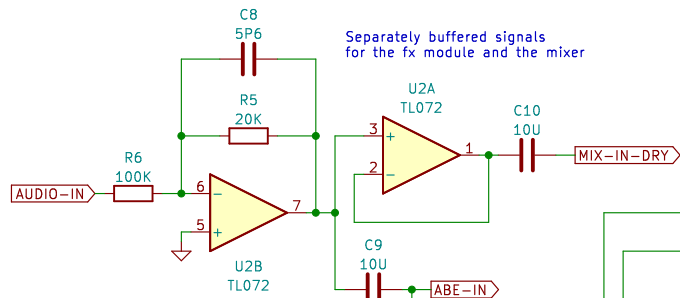 C8
5P6
Separately buffered signals
for the fx module and the mixer
R5
20K
U2A
TL072
C10
10U
3
+
1
2
-
MIX-IN-DRY
R6
100K
AUDIO-IN
6
-
7
5
+
U2B
TL072
C9
10U
ABE-IN